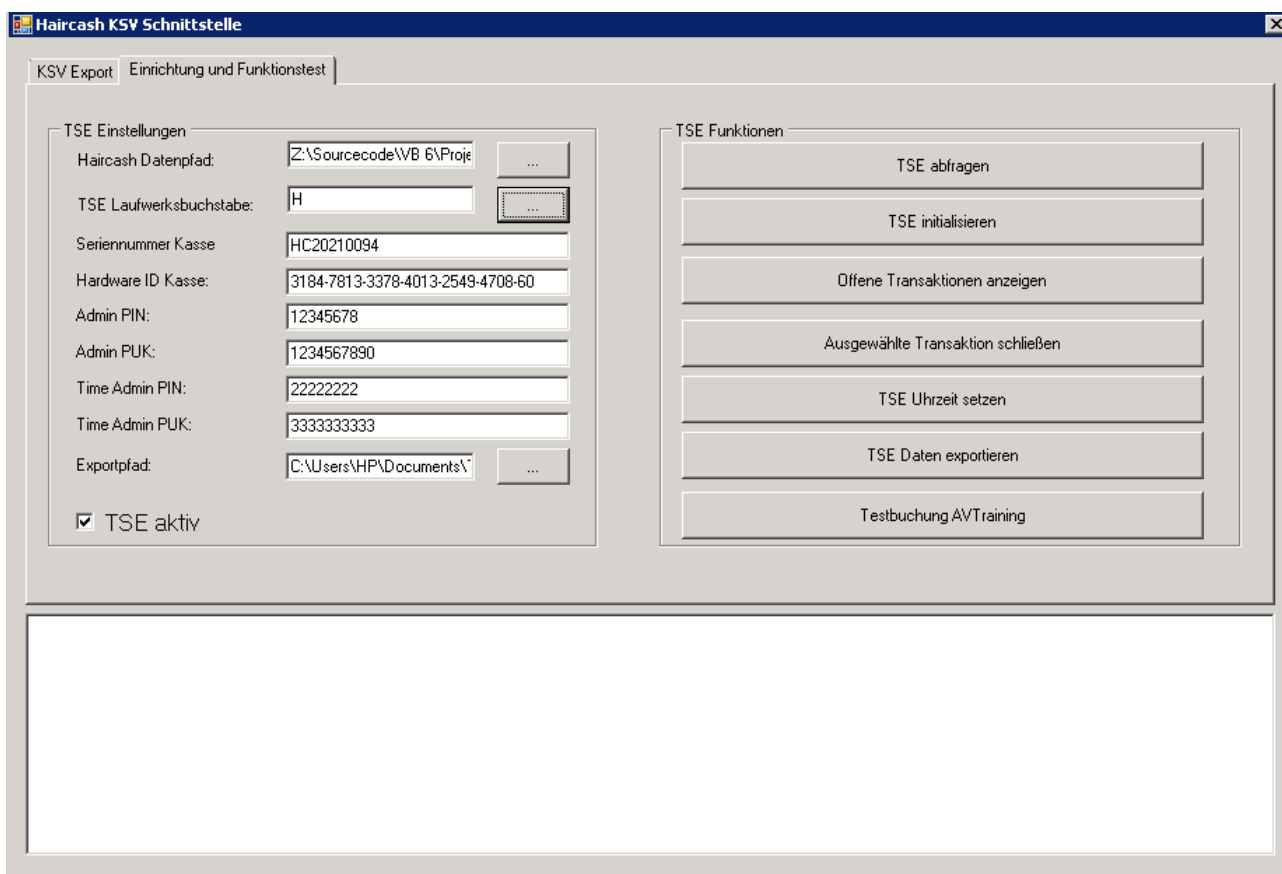 Haircash KSV Schnittstelle
KSV Export
Einrichtung und Funktionstest
TSE Einstellungen
Haircash Datenpfad:
Z:\Sourcecode\VB 6\Proje
...
TSE Laufwerksbuchstabe:
H
...
Seriennummer Kasse
HC20210094
Hardware ID Kasse:
3184-7813-3378-4013-2549-4708-60
Admin PIN:
12345678
Admin PUK:
1234567890
Time Admin PIN:
22222222
Time Admin PUK:
3333333333
Exportpfad:
C:\Users\HP\Documents\
...
TSE aktiv
TSE Funktionen
TSE abfragen
TSE initialisieren
Offene Transaktionen anzeigen
Ausgewählte Transaktion schließen
TSE Uhrzeit setzen
TSE Daten exportieren
Testbuchung AVTraining